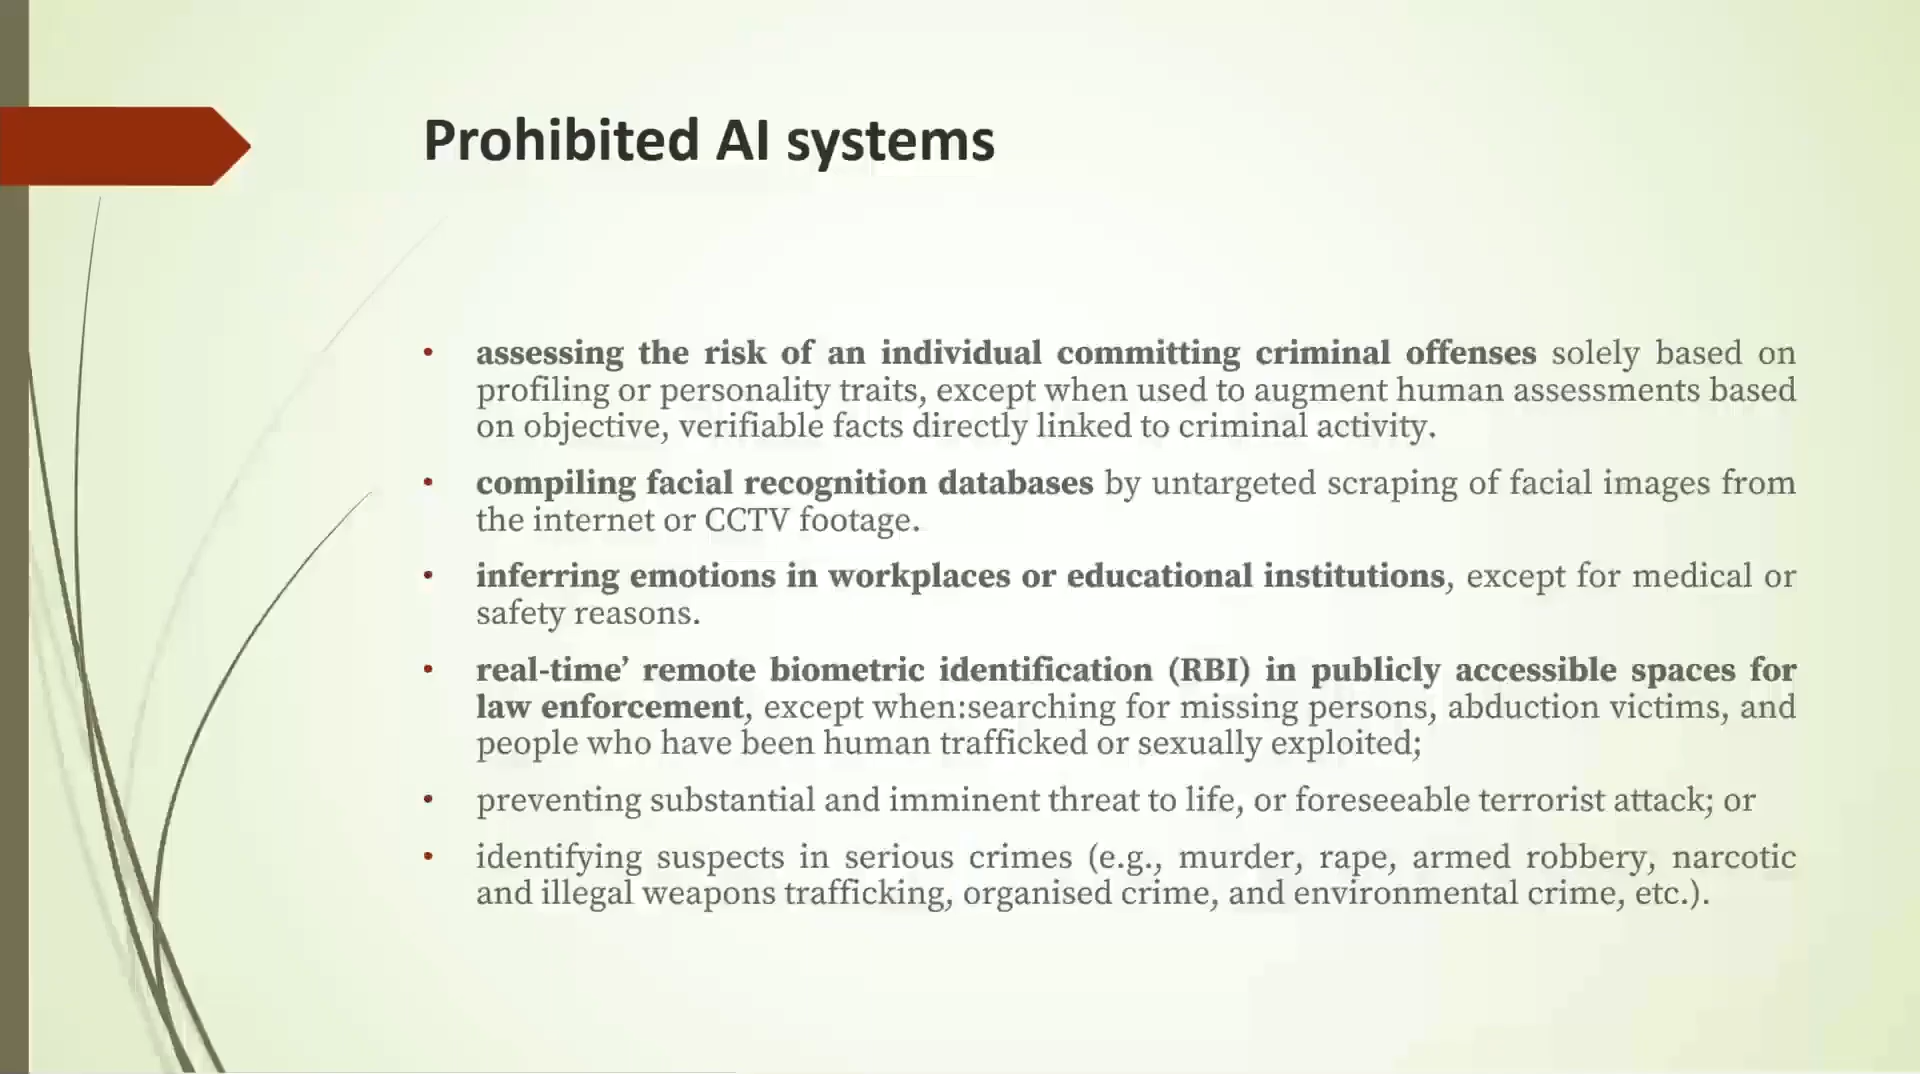 Prohibited AI systems
• assessing the risk of an individual committing criminal offenses solely based on
profiling or personality traits, except when used to augment human assessments based
on objective, verifiable facts directly linked to criminal activity.
• compiling facial recognition databases by untargeted scraping of facial images from
the internet or CCTV footage.
• inferring emotions in workplaces or educational institutions, except for medical or
safety reasons.
• real-time’ remote biometric identification (RBI) in publicly accessible spaces for
law enforcement, except when:searching for missing persons, abduction victims, and
people who have been human trafficked or sexually exploited;
• preventing substantial and imminent threat to life, or foreseeable terrorist attack; or
• identifying suspects in serious crimes (e.g., murder, rape, armed robbery, narcotic
and illegal weapons trafficking, organised crime, and environmental crime, etc.).